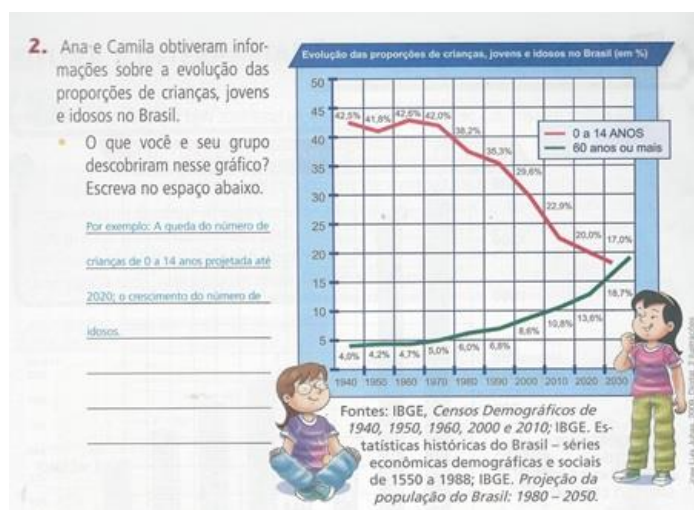 2. Ana e Camila obtiveram infor-
mações sobre a evolução das
proporções de crianças, jovens
e idosos no Brasil.
• O que você e seu grupo
descobriram nesse gráfico?
Escreva no espaço abaixo.
Por exemplo: A queda do número de
crianças de 0 a 14 anos projetada até
2020; o crescimento do número de
idosos.
Evolução das proporções de crianças, jovens e idosos no Brasil (em %)
50
45
40
35
30
25
20
15
10
5
42,5% 41,8% 42,6% 42,0% 38,2% 35,3% 29,6% 22,9% 20,0% 17,0%
0 a 14 ANOS
60 anos ou mais
4,0% 4,2% 4,7% 5,0% 6,0% 6,8% 8,6% 10,8% 13,6% 18,7%
1940 1950 1960 1970 1980 1990 2000 2010 2020 2030
Fontes: IBGE, Censos Demográficos de
1940, 1950, 1960, 2000 e 2010; IBGE. Es-
tatísticas históricas do Brasil – séries
econômicas demográficas e sociais
de 1550 a 1988; IBGE. Projeção da
população do Brasil: 1980 – 2050.